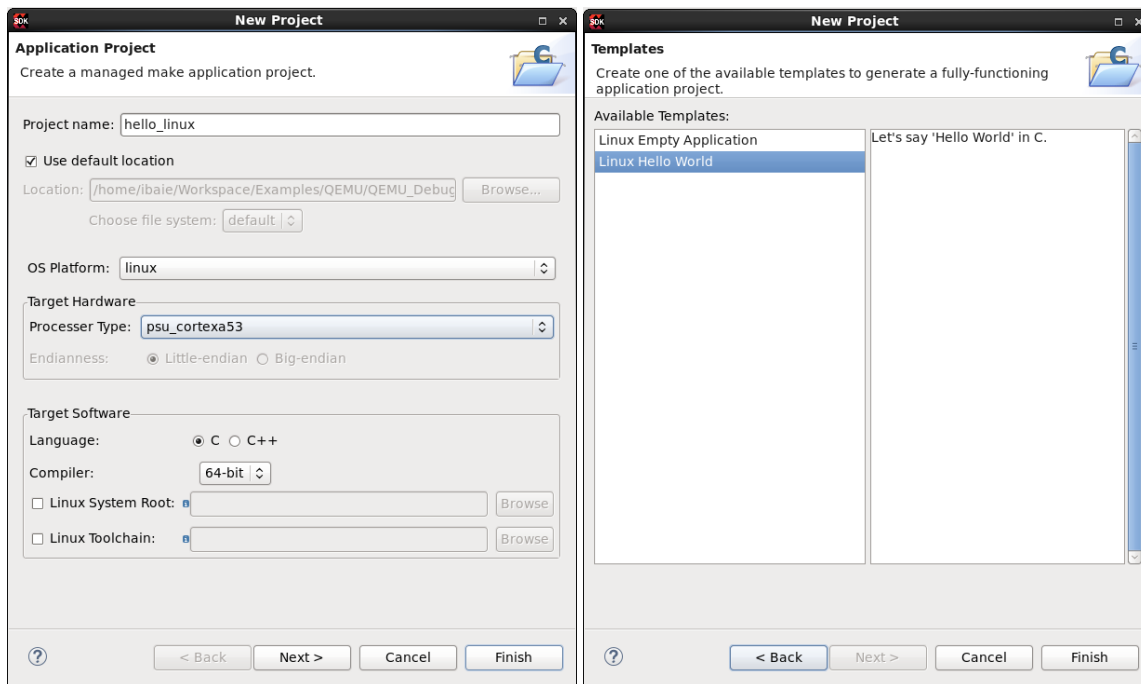 SDK New Project
Application Project
Create a managed make application project.
Project name: hello_linux
Use default location
Location: /home/ibaie/Workspace/Examples/QEMU/QEMU_Debug Browse...
Choose file system: default
OS Platform: linux
Target Hardware
Processer Type: psu_cortexa53
Endianness: Little-endian Big-endian
Target Software
Language: C C++
Compiler: 64-bit
Linux System Root: Browse
Linux Toolchain: Browse
? < Back Next > Cancel Finish
SDK New Project
Templates
Create one of the available templates to generate a fully-functioning
application project.
Available Templates:
Linux Empty Application
Linux Hello World
Let's say 'Hello World' in C.
? < Back Next > Cancel Finish